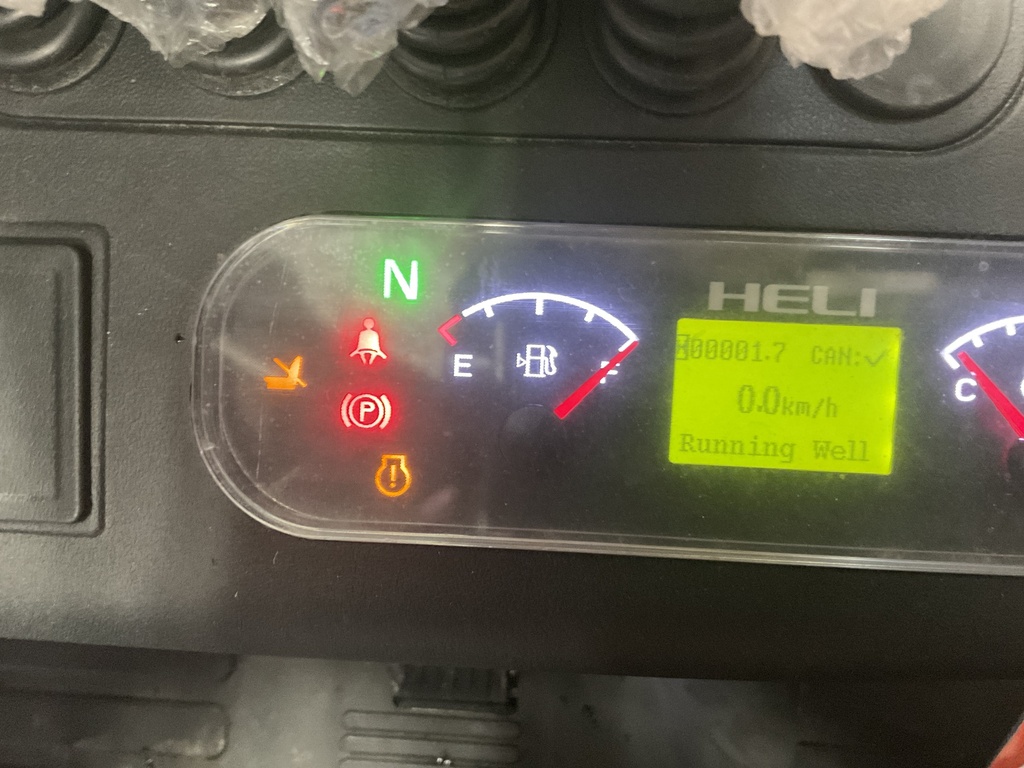 N
HELI
00001.7 CAN:✓
E
F
C
0.0km/h
P
!
Running Well